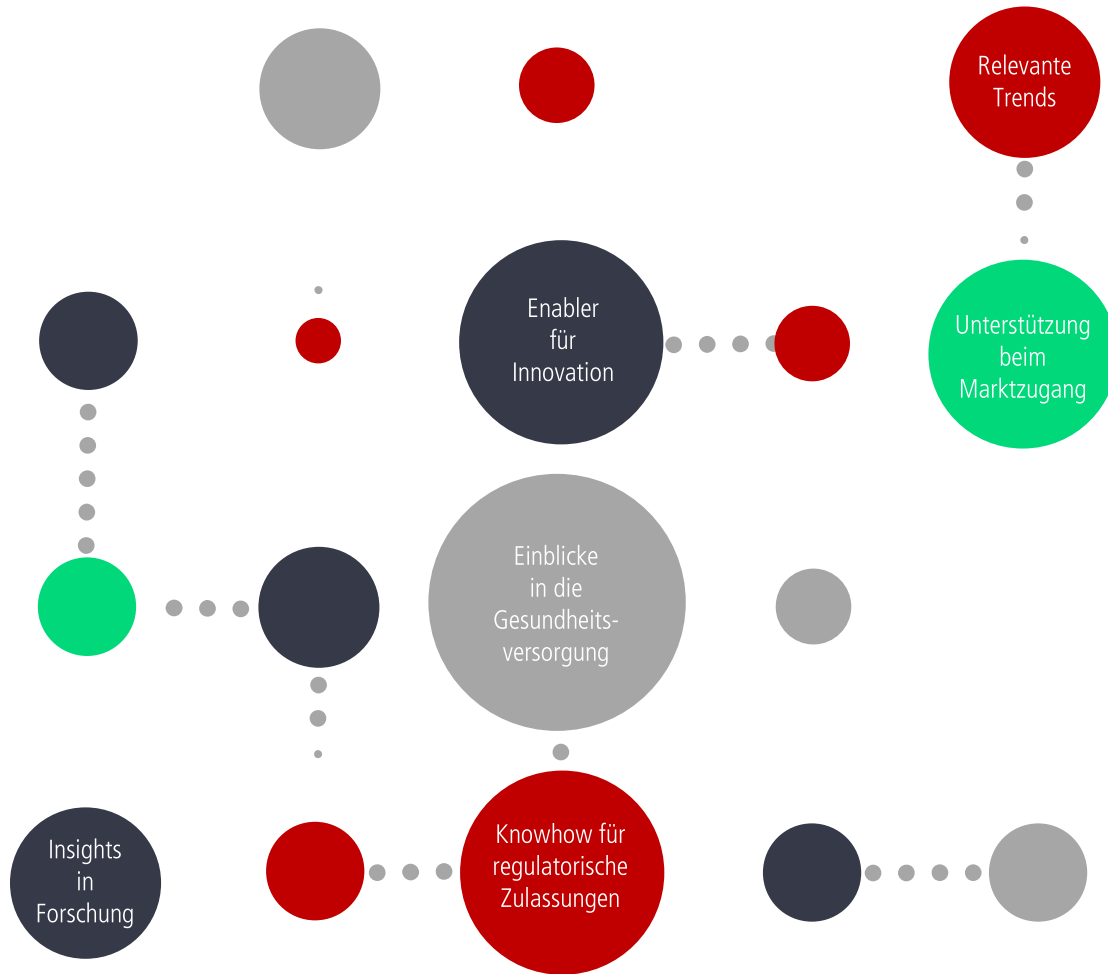 Relevante
Trends
Enabler
für
Innovation
Unterstützung
beim
Marktzugang
Einblicke
in die
Gesundheits-
versorgung
Insights
in
Forschung
Knowhow für
regulatorische
Zulassungen